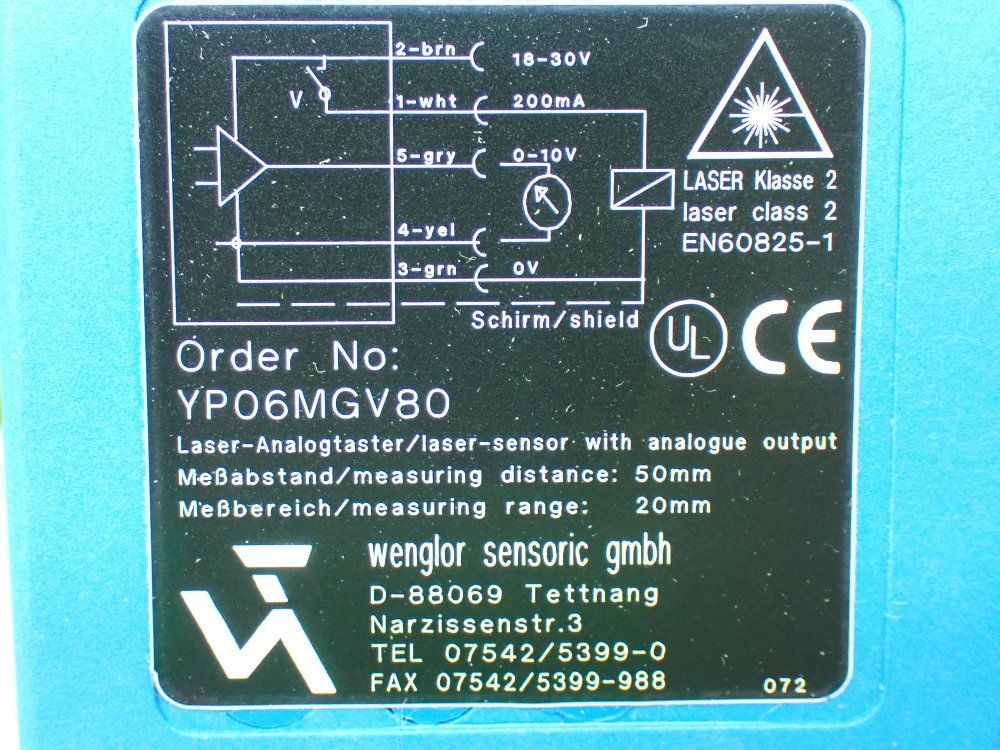 2-brn 18-30V
V 1-wht 200mA
5-gry 0-10V
4-yel
3-grn 0V
Schirm/shield
LASER Klasse 2
laser class 2
EN60825-1
UL CE
Order No:
YP06MGV80
Laser-Analogtaster/laser-sensor with analogue output
Meßabstand/measuring distance: 50mm
Meßbereich/measuring range: 20mm
wenglor sensoric gmbh
D-88069 Tettnang
Narzissenstr.3
TEL 07542/5399-0
FAX 07542/5399-988
072